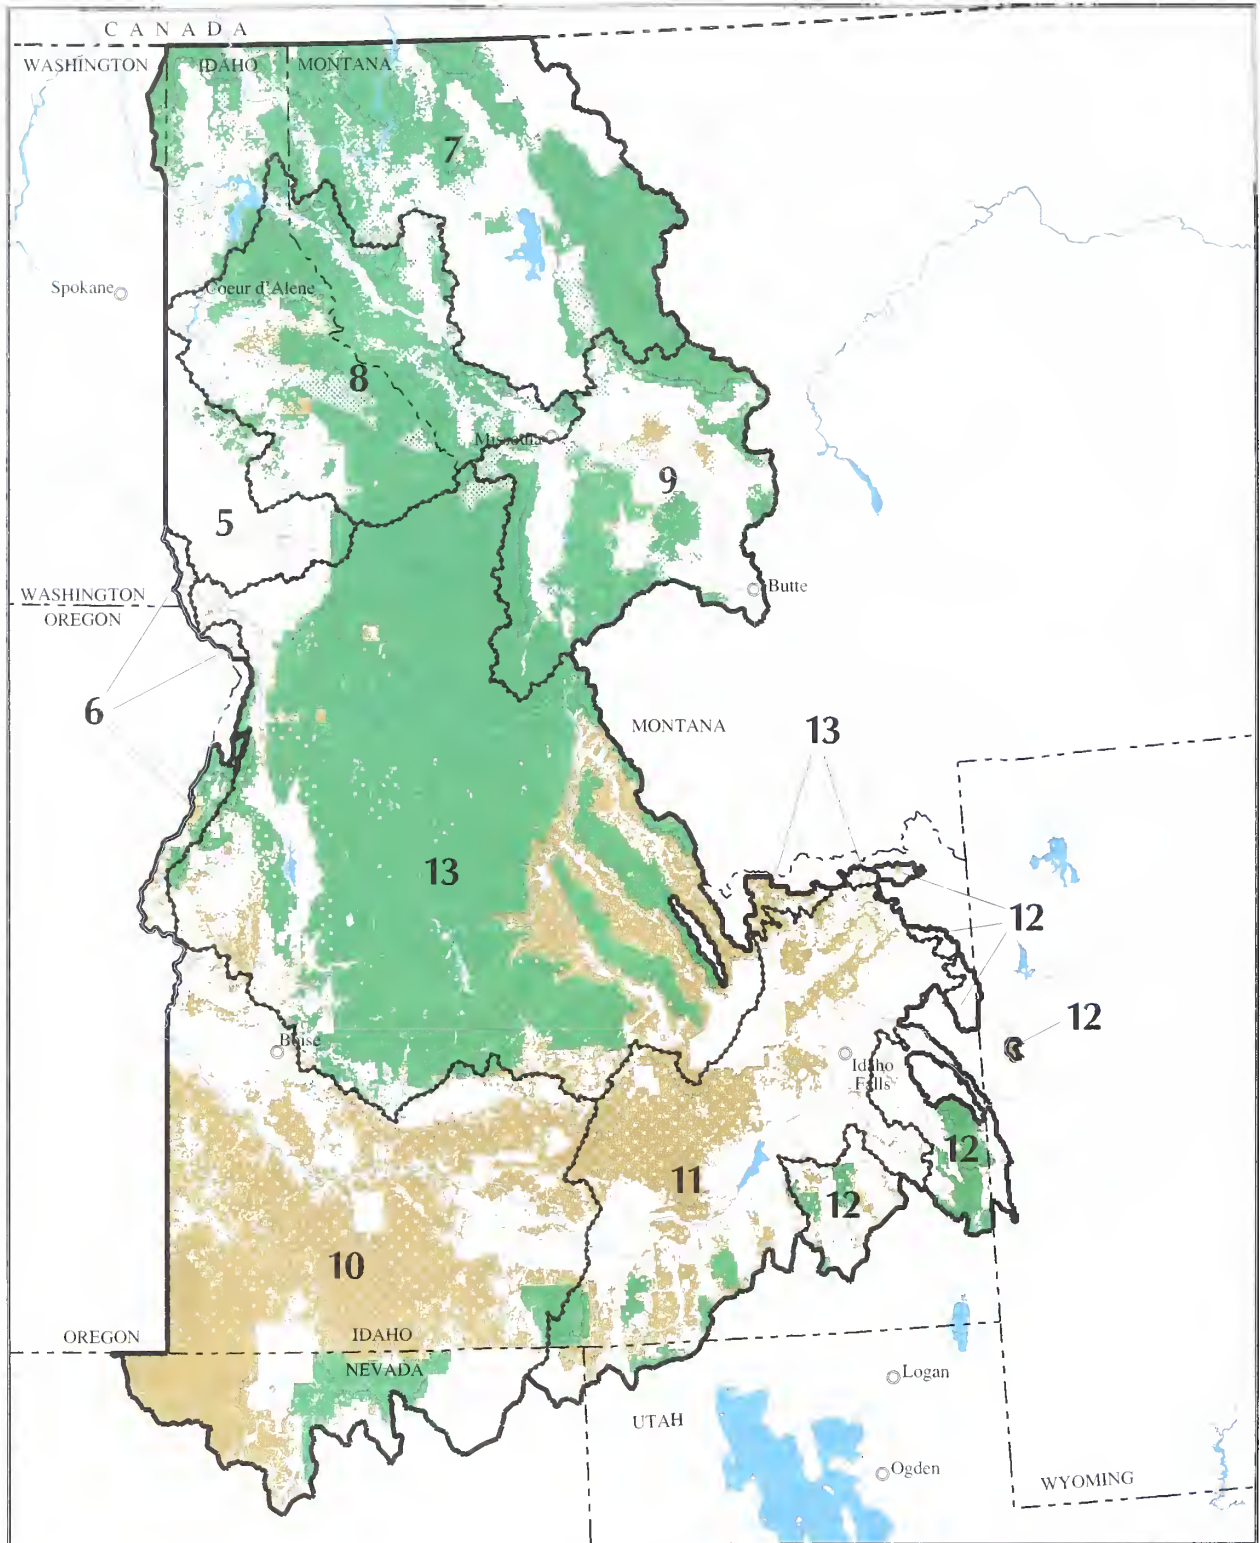 CANADA
WASHINGTON IDAHO MONTANA
7
Spokane
Coeur d'Alene
8
Missoula
9
5
Butte
WASHINGTON
OREGON
6
MONTANA
13
13
12
12
Boise
Idaho
Falls
12
11
12
10
OREGON
IDAHO
NEVADA
Logan
UTAH
Ogden
WYOMING